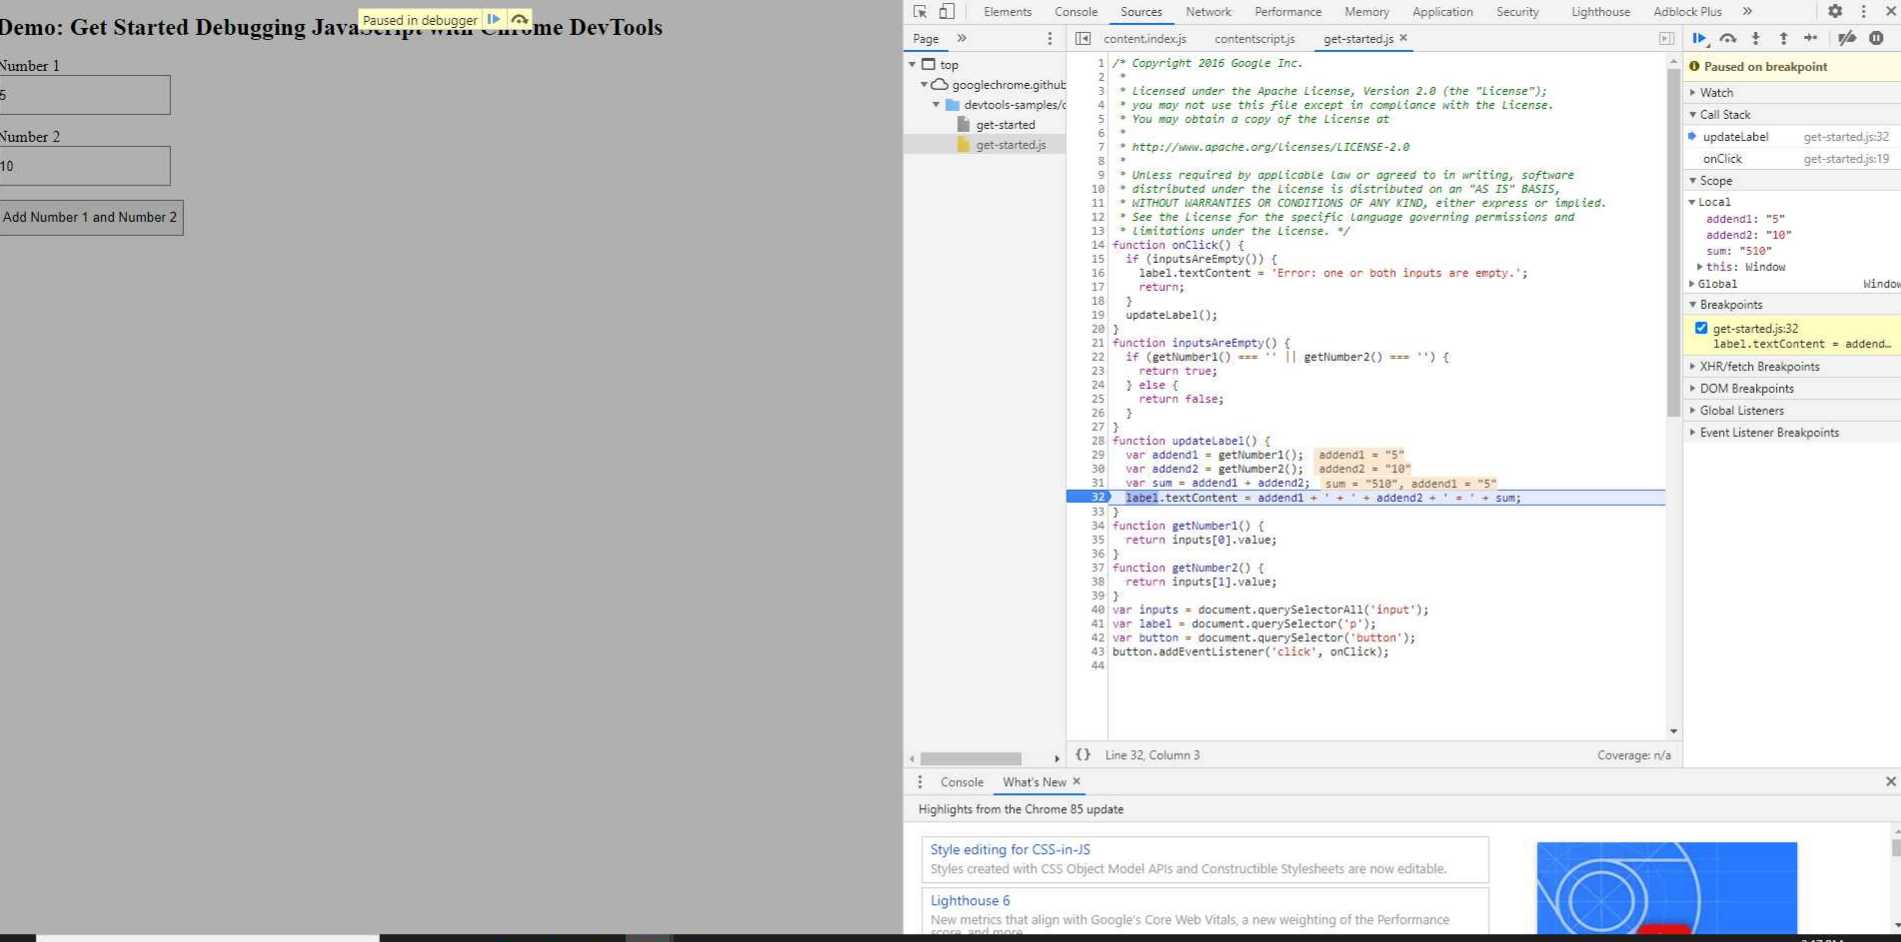 Demo: Get Started Debugging JavaScript with Chrome DevTools
Paused in debugger
Number 1
5
Number 2
10
Add Number 1 and Number 2
Elements Console Sources Network Performance Memory Application Security Lighthouse Adblock Plus »
Page »
content.index.js contentscript.js get-started.js ×
top
googlechrome.github
devtools-samples/c
get-started
get-started.js
1 /* Copyright 2016 Google Inc.
2 *
3 * Licensed under the Apache License, Version 2.0 (the "License");
4 * you may not use this file except in compliance with the License.
5 * You may obtain a copy of the License at
6 *
7 * http://www.apache.org/licenses/LICENSE-2.0
8 *
9 * Unless required by applicable law or agreed to in writing, software
10 * distributed under the License is distributed on an "AS IS" BASIS,
11 * WITHOUT WARRANTIES OR CONDITIONS OF ANY KIND, either express or implied.
12 * See the License for the specific language governing permissions and
13 * limitations under the License. */
14 function onClick() {
15 if (inputsAreEmpty()) {
16 label.textContent = 'Error: one or both inputs are empty.';
17 return;
18 }
19 updateLabel();
20 }
21 function inputsAreEmpty() {
22 if (getNumber1() === '' || getNumber2() === '') {
23 return true;
24 } else {
25 return false;
26 }
27 }
28 function updateLabel() {
29 var addend1 = getNumber1(); addend1 = "5"
30 var addend2 = getNumber2(); addend2 = "10"
31 var sum = addend1 + addend2; sum = "510", addend1 = "5"
32 label.textContent = addend1 + ' + ' + addend2 + ' = ' + sum;
33 }
34 function getNumber1() {
35 return inputs[0].value;
36 }
37 function getNumber2() {
38 return inputs[1].value;
39 }
40 var inputs = document.querySelectorAll('input');
41 var label = document.querySelector('p');
42 var button = document.querySelector('button');
43 button.addEventListener('click', onClick);
44
{} Line 32, Column 3 Coverage: n/a
Paused on breakpoint
Watch
Call Stack
updateLabel get-started.js:32
onClick get-started.js:19
Scope
Local
addend1: "5"
addend2: "10"
sum: "510"
this: Window
Global Window
Breakpoints
get-started.js:32
label.textContent = addend…
XHR/fetch Breakpoints
DOM Breakpoints
Global Listeners
Event Listener Breakpoints
Console What's New ×
Highlights from the Chrome 85 update
Style editing for CSS-in-JS
Styles created with CSS Object Model APIs and Constructible Stylesheets are now editable.
Lighthouse 6
New metrics that align with Google's Core Web Vitals, a new weighting of the Performance
score, and more.